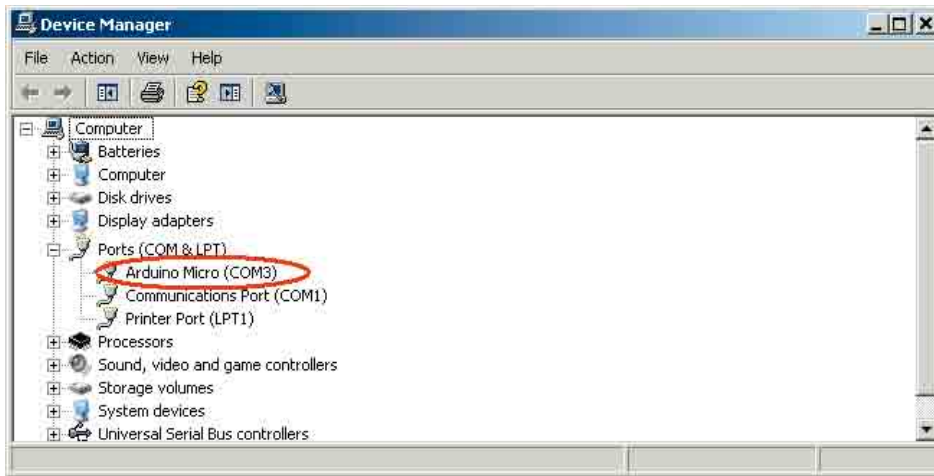 Device Manager
File Action View Help
Computer
Batteries
Computer
Disk drives
Display adapters
Ports (COM & LPT)
Arduino Micro (COM3)
Communications Port (COM1)
Printer Port (LPT1)
Processors
Sound, video and game controllers
Storage volumes
System devices
Universal Serial Bus controllers